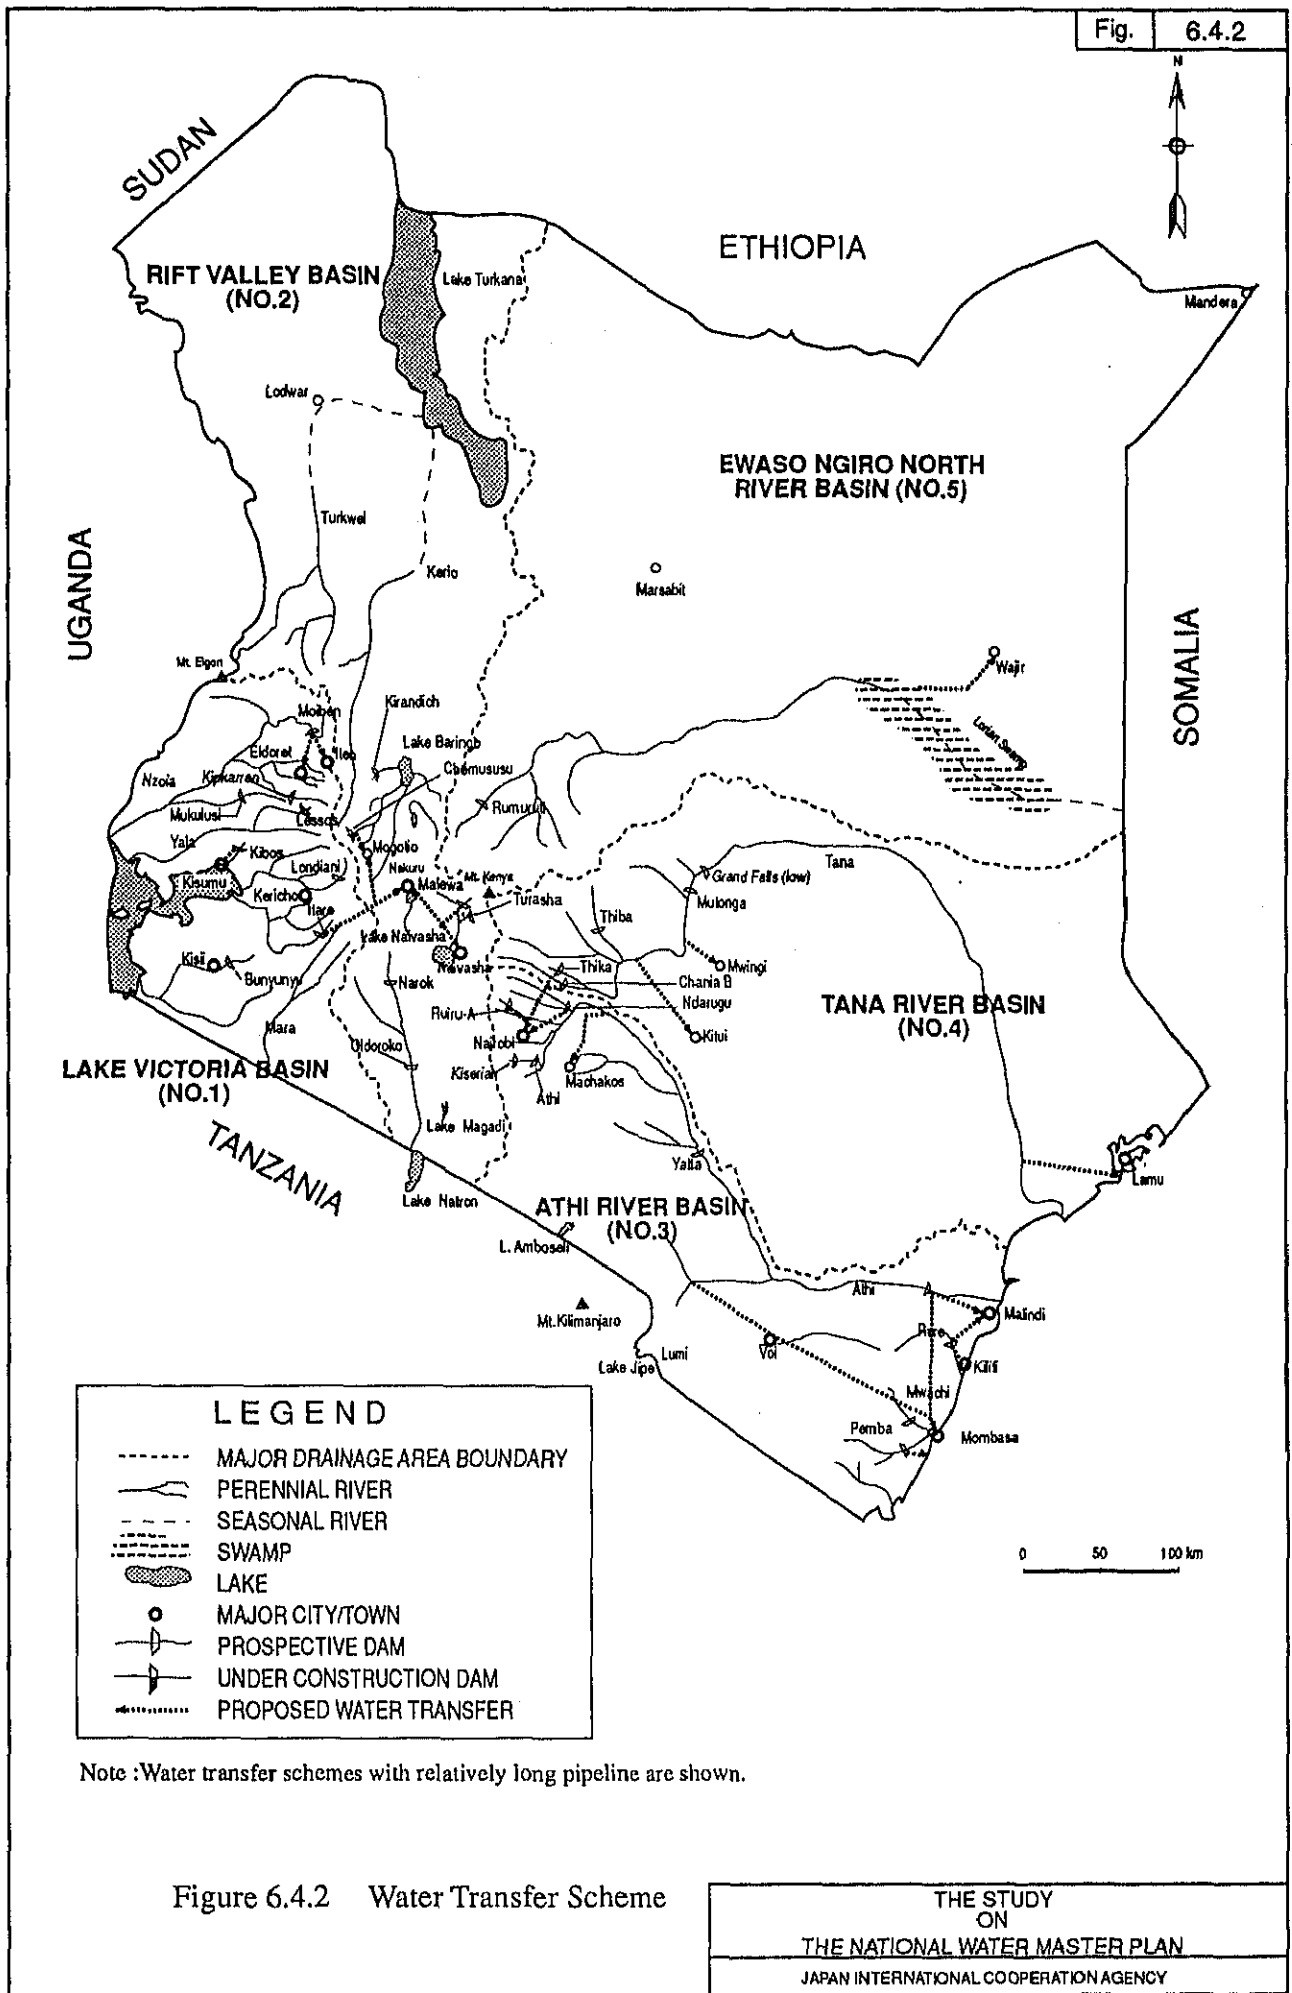 Fig. 6.4.2
N
SUDAN
ETHIOPIA
RIFT VALLEY BASIN
(NO.2)
Lake Turkana
Mandera
Lodwar
EWASO NGIRO NORTH
RIVER BASIN (NO.5)
Turkwel
UGANDA
Kerio
Marsabit
SOMALIA
Mt. Elgon
Wajir
Moiben
Kirandich
Lorian Swamp
Eldoret
Iten
Lake Baringo
Nzoia
Kipkarren
Chemususu
Mukulusi
Lessos
Rumuruti
Yala
Kibos
Mogotio
Tana
Londiani
Nakuru
Mt. Kenya
Grand Falls (low)
Kisumu
Kericho
Malewa
Turasha
Mulonga
Itare
Thiba
Lake Naivasha
Kisii
Naivasha
Thika
Mwingi
Bunyunyu
Narok
Chania B
Ndarugu
TANA RIVER BASIN
(NO.4)
Ruiru-A
Mara
Oldoroko
Nairobi
Kitui
LAKE VICTORIA BASIN
(NO.1)
Kiserian
Machakos
Athi
Lake Magadi
TANZANIA
Yatta
Lamu
Lake Natron
ATHI RIVER BASIN
(NO.3)
L. Amboseli
Athi
Mt.Kilimanjaro
Malindi
Rare
Voi
Lumi
Lake Jipe
Kilifi
Mwachi
Pemba
Mombasa
LEGEND
MAJOR DRAINAGE AREA BOUNDARY
PERENNIAL RIVER
SEASONAL RIVER
SWAMP
LAKE
MAJOR CITY/TOWN
PROSPECTIVE DAM
UNDER CONSTRUCTION DAM
PROPOSED WATER TRANSFER
0 50 100 km
Note :Water transfer schemes with relatively long pipeline are shown.
Figure 6.4.2 Water Transfer Scheme
THE STUDY
ON
THE NATIONAL WATER MASTER PLAN
JAPAN INTERNATIONAL COOPERATION AGENCY